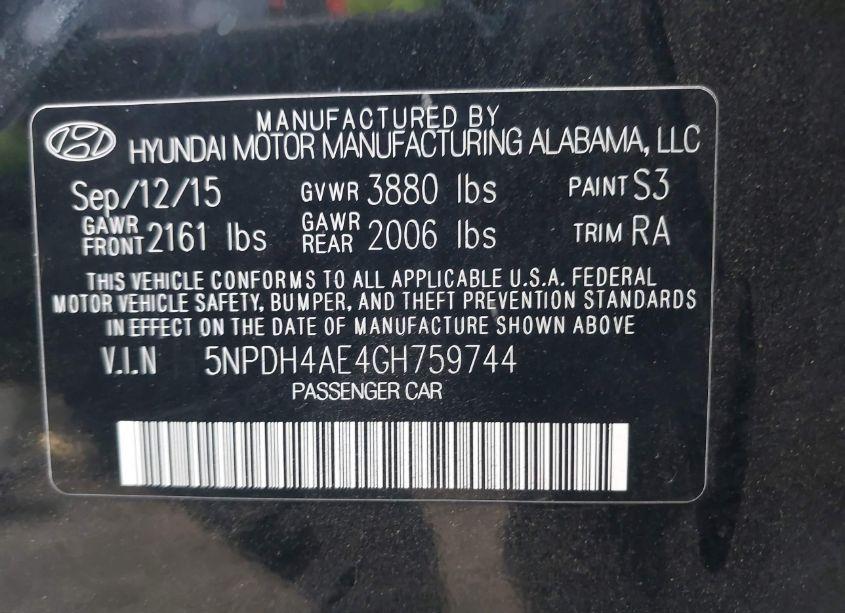 MANUFACTURED BY
HYUNDAI MOTOR MANUFACTURING ALABAMA, LLC
Sep/12/15 GVWR 3880 lbs PAINT S3
GAWR FRONT 2161 lbs GAWR REAR 2006 lbs TRIM RA
THIS VEHICLE CONFORMS TO ALL APPLICABLE U.S.A. FEDERAL
MOTOR VEHICLE SAFETY, BUMPER, AND THEFT PREVENTION STANDARDS
IN EFFECT ON THE DATE OF MANUFACTURE SHOWN ABOVE
V.I.N 5NPDH4AE4GH759744
PASSENGER CAR